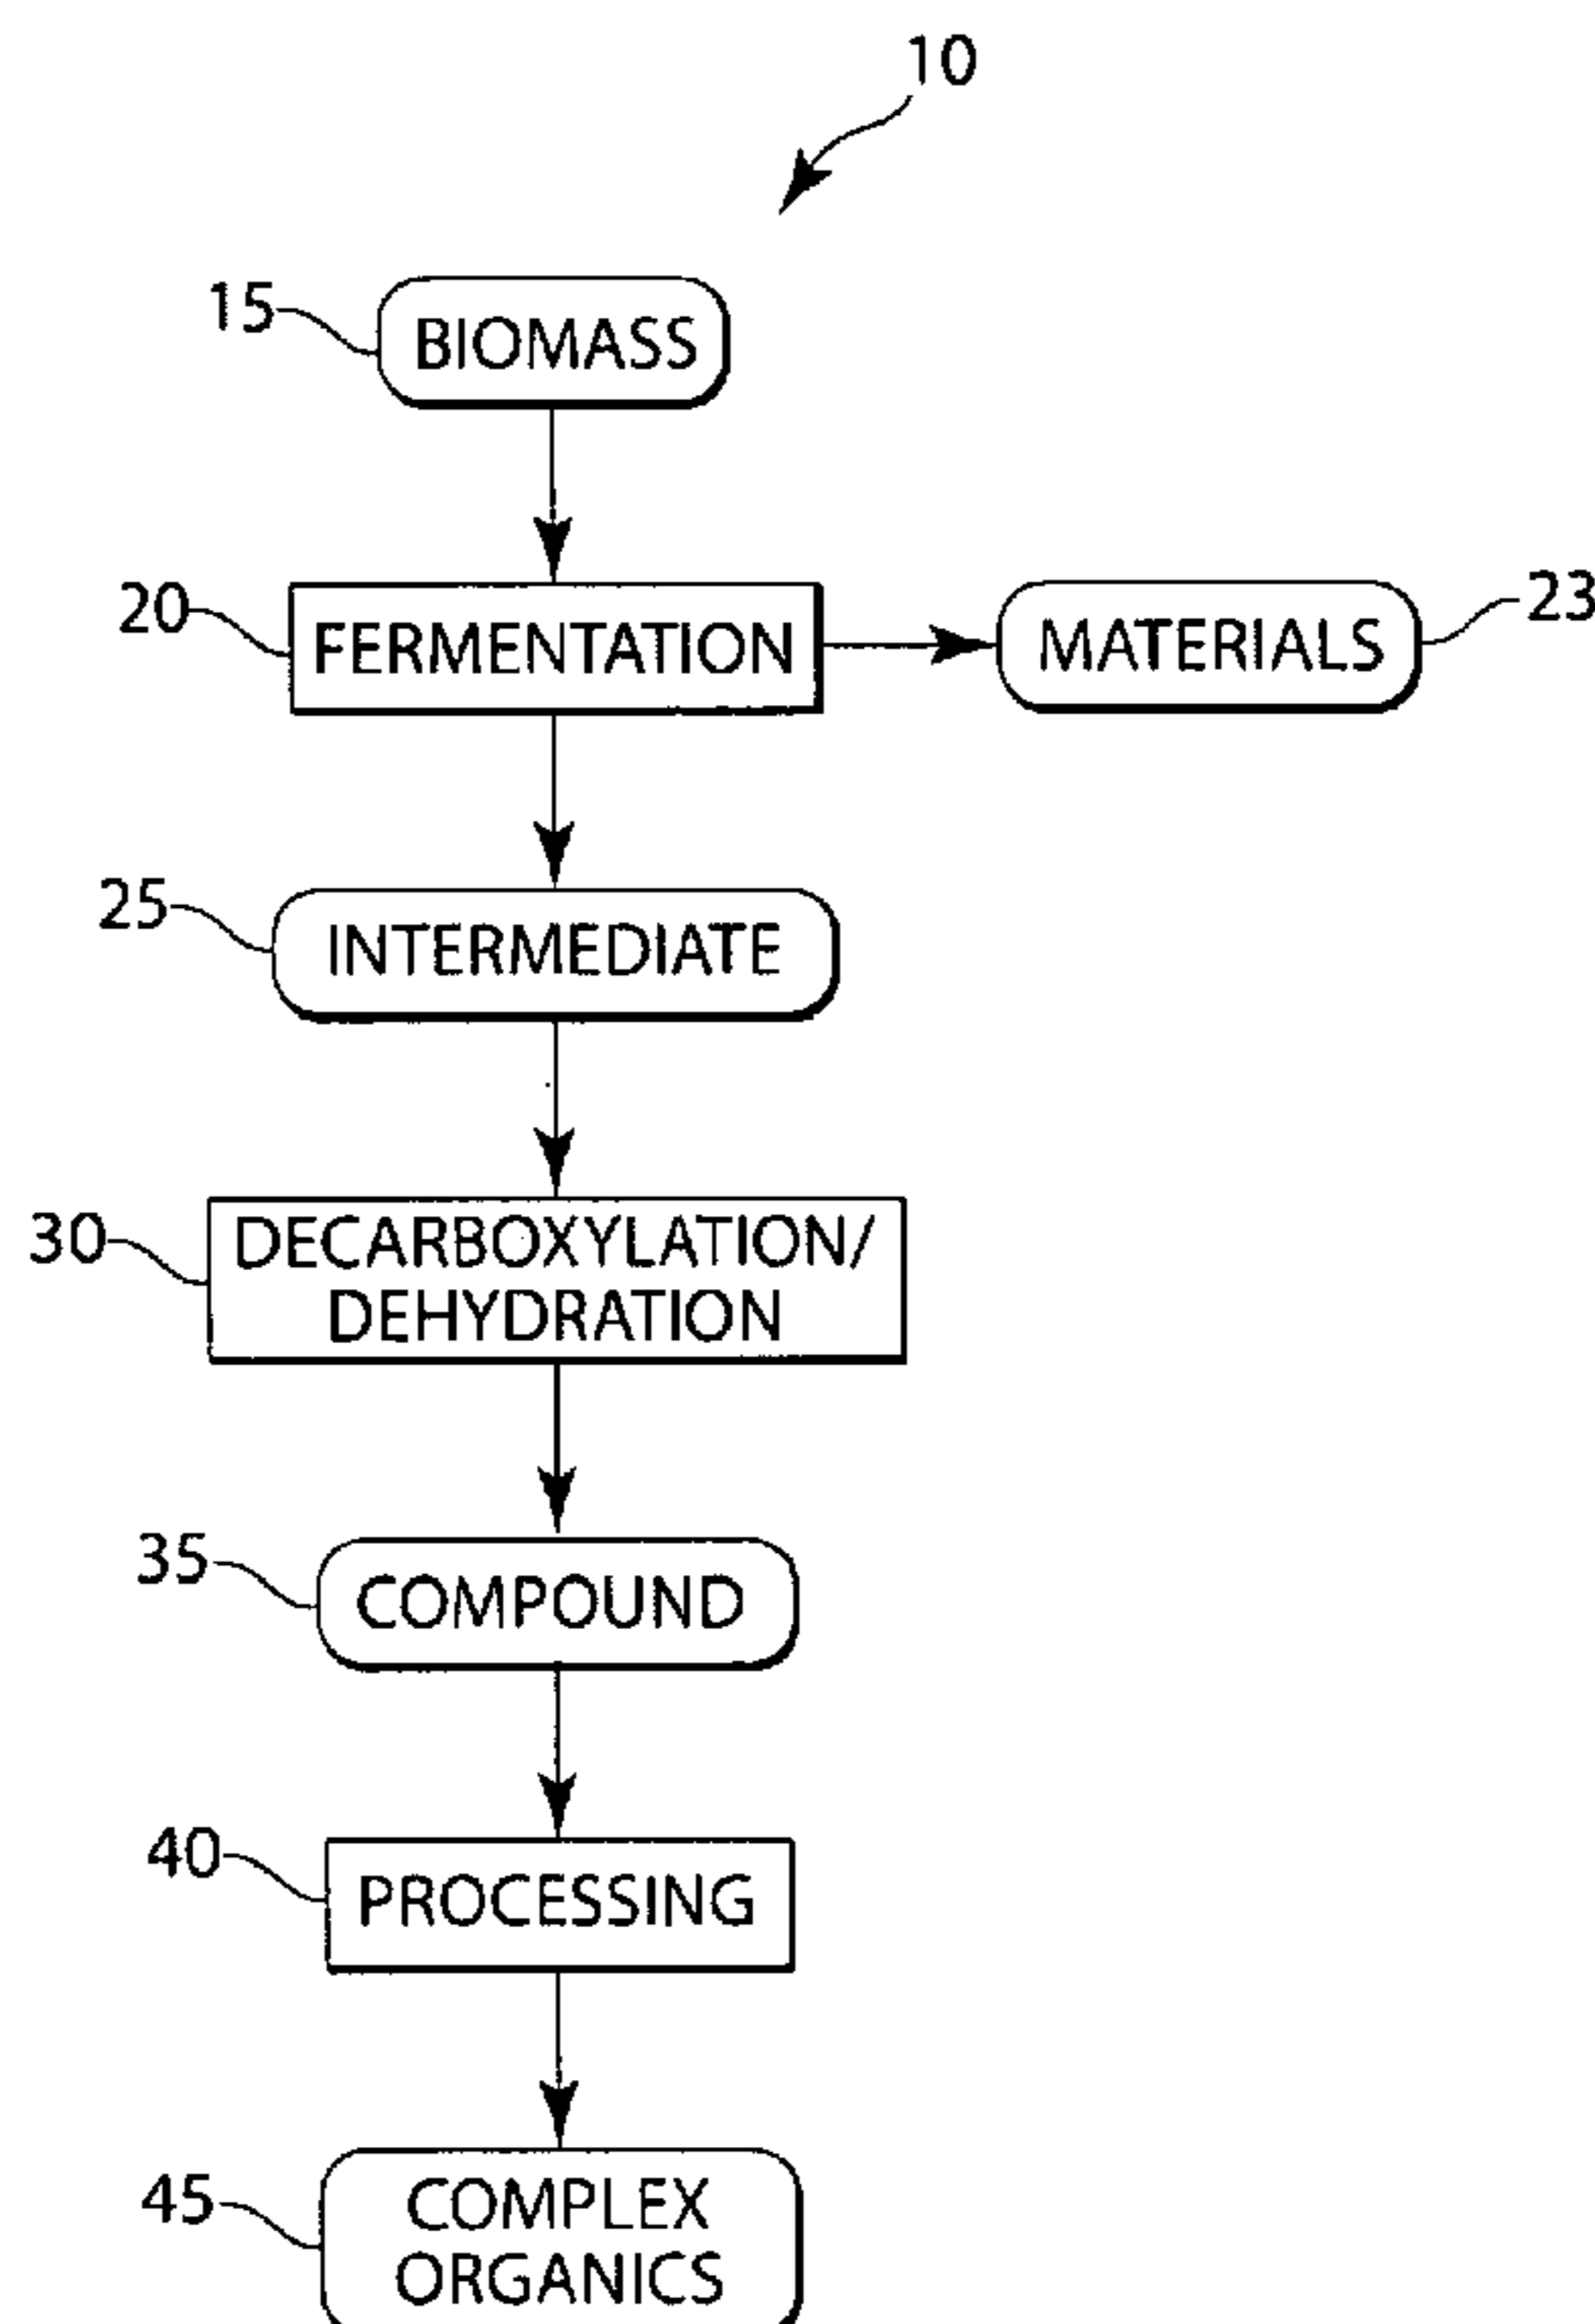 10
15
BIOMASS
20
FERMENTATION
MATERIALS
23
25
INTERMEDIATE
30
DECARBOXYLATION/
DEHYDRATION
35
COMPOUND
40
PROCESSING
45
COMPLEX
ORGANICS